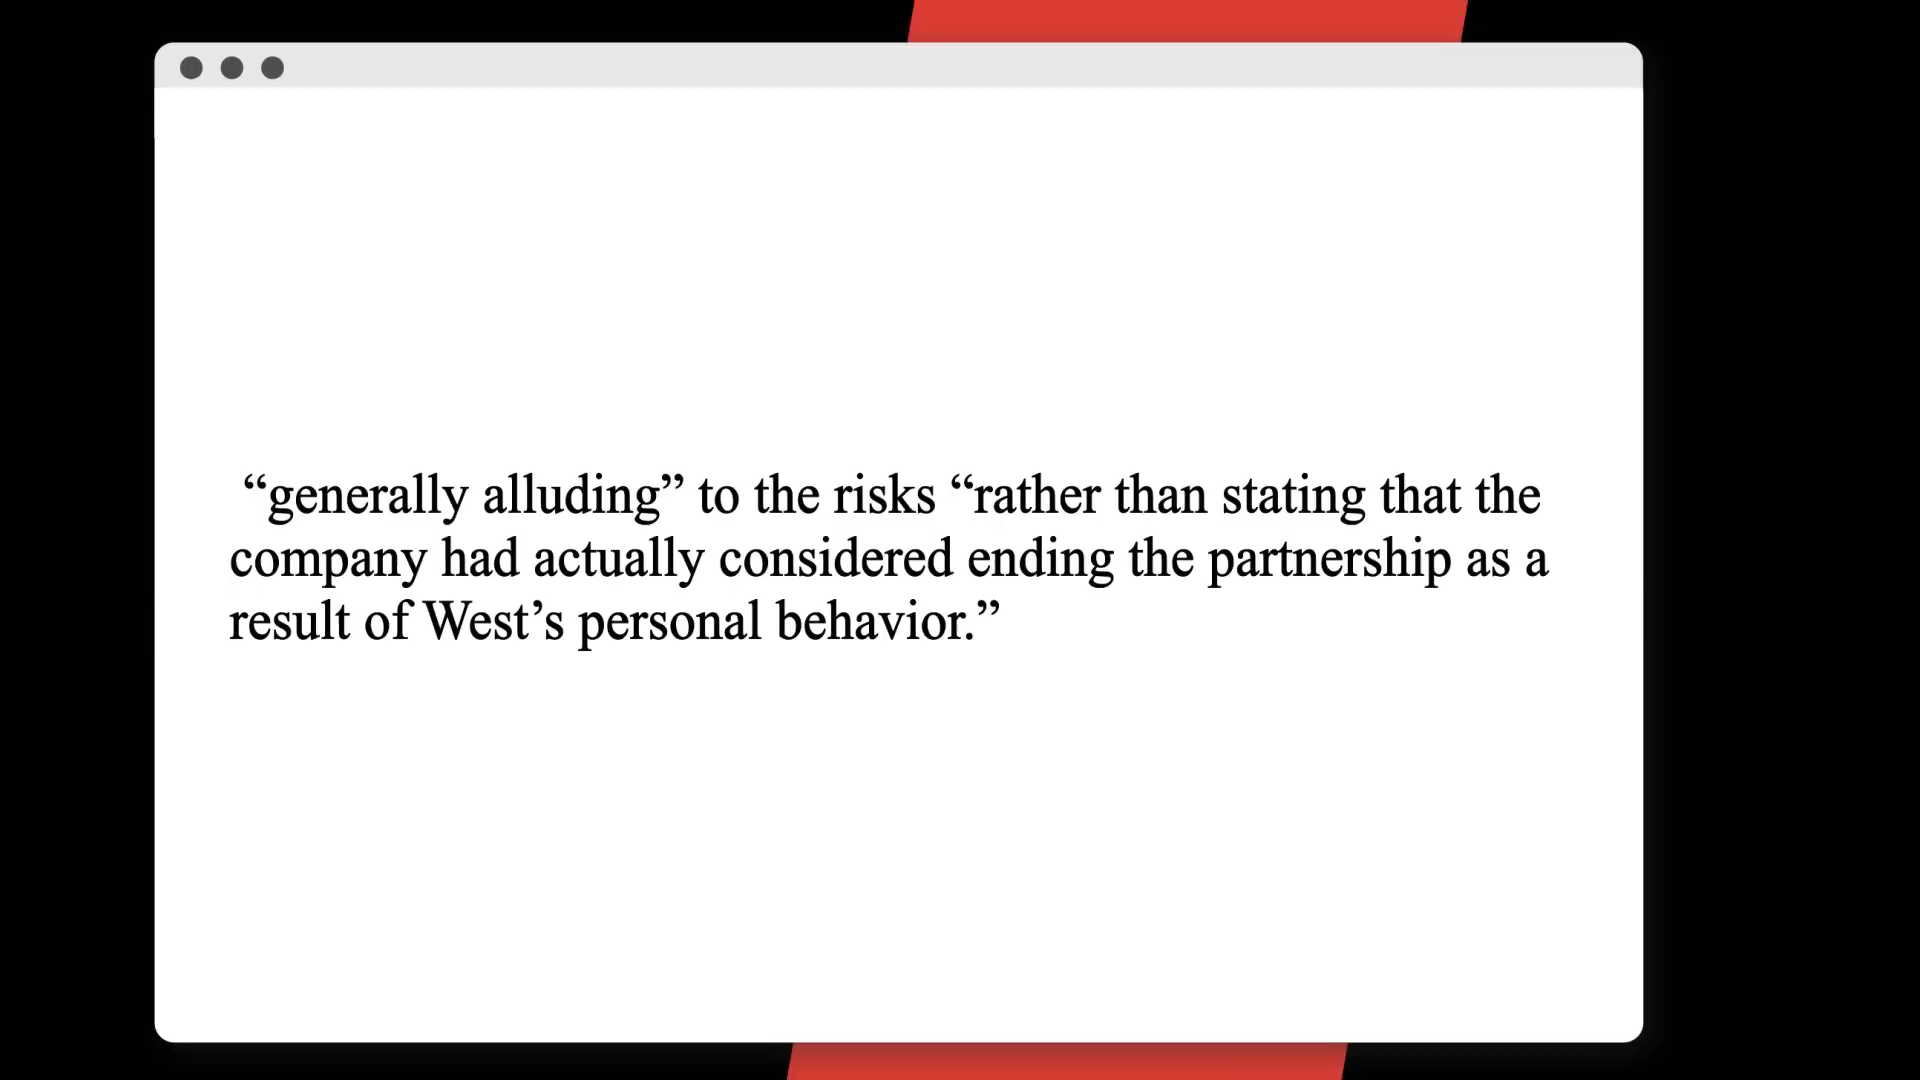 “generally alluding” to the risks “rather than stating that the
company had actually considered ending the partnership as a
result of West’s personal behavior.”